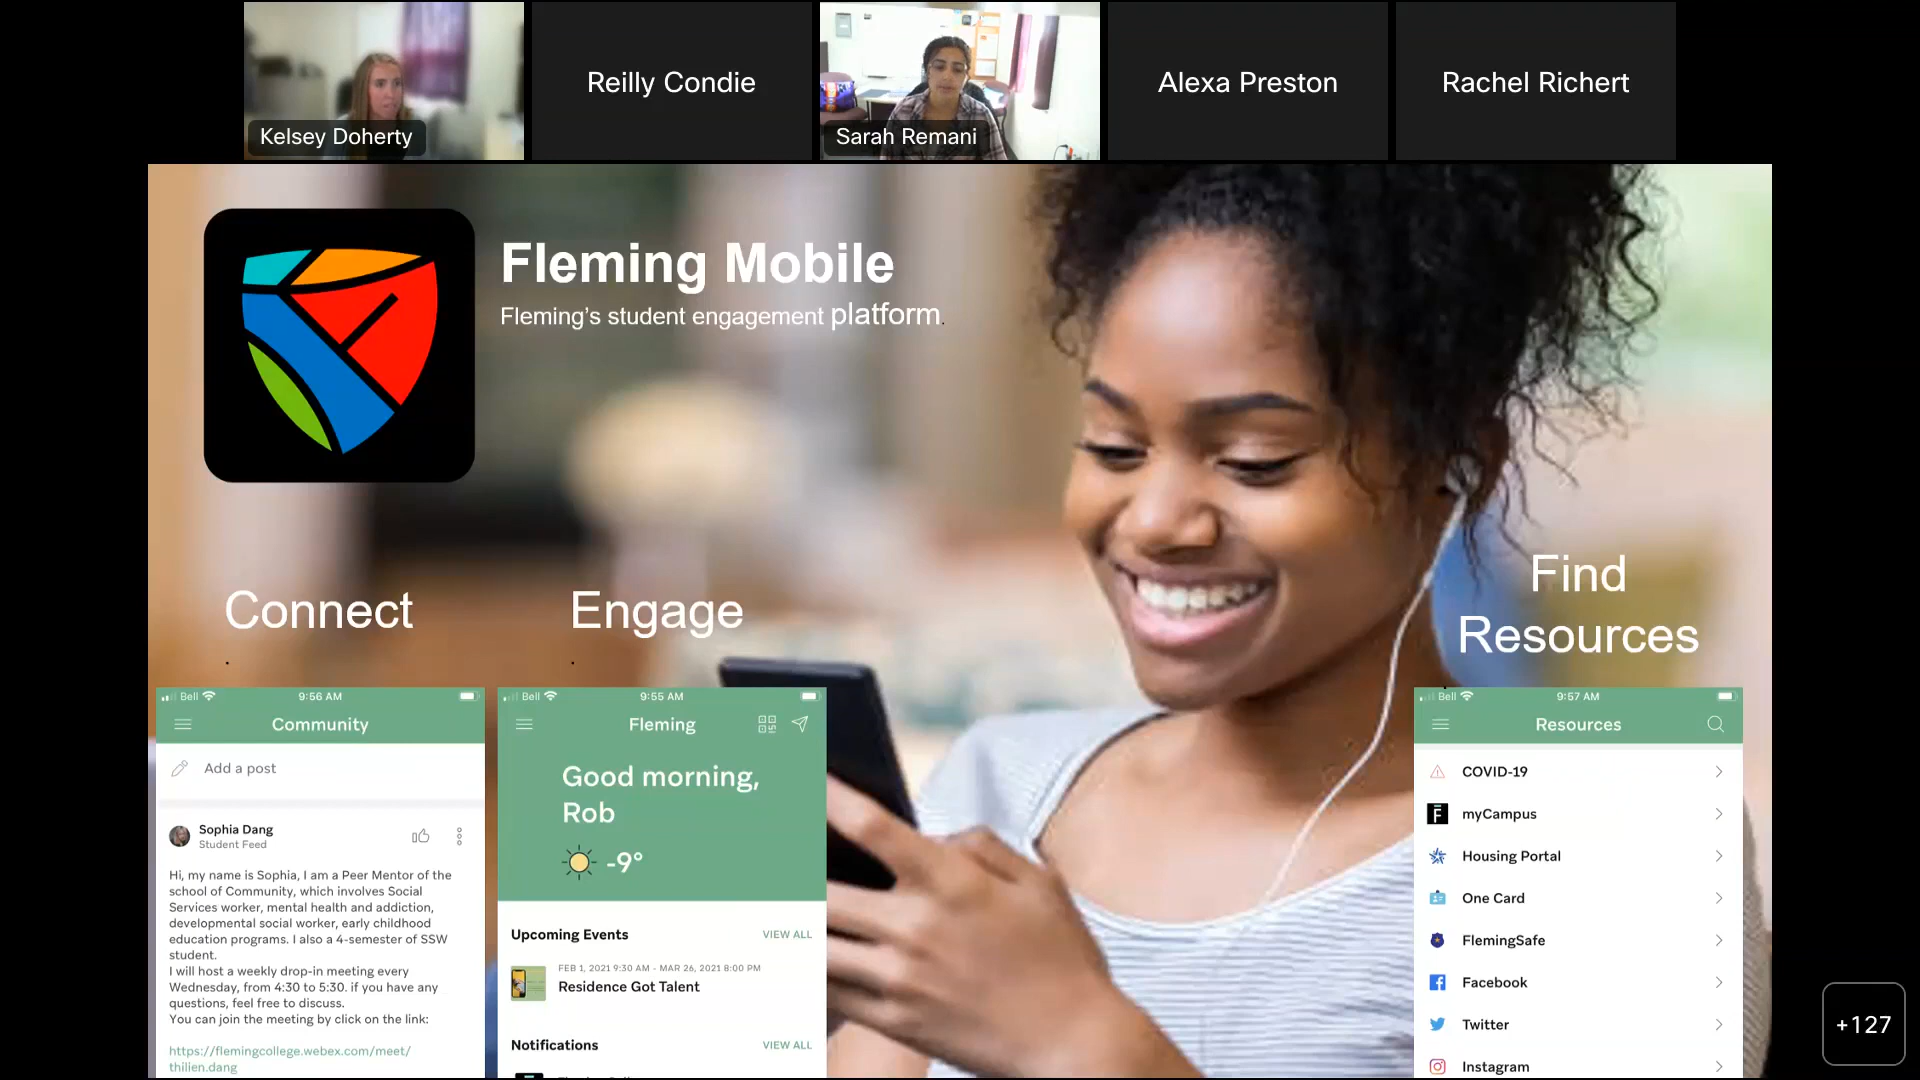 Kelsey Doherty
Reilly Condie
Sarah Remani
Alexa Preston
Rachel Richert
Fleming Mobile
Fleming's student engagement platform.
Connect
Engage
Find
Resources
Bell 9:56 AM
Community
Add a post
Sophia Dang
Student Feed
Hi, my name is Sophia, I am a Peer Mentor of the
school of Community, which involves Social
Services worker, mental health and addiction,
developmental social worker, early childhood
education programs. I also a 4-semester of SSW
student.
I will host a weekly drop-in meeting every
Wednesday, from 4:30 to 5:30. if you have any
questions, feel free to discuss.
You can join the meeting by click on the link:
https://flemingcollege.webex.com/meet/
thilien.dang
Bell 9:55 AM
Fleming
Good morning,
Rob
-9°
Upcoming Events VIEW ALL
FEB 1, 2021 9:30 AM - MAR 26, 2021 8:00 PM
Residence Got Talent
Notifications VIEW ALL
Bell 9:57 AM
Resources
COVID-19
myCampus
Housing Portal
One Card
FlemingSafe
Facebook
Twitter
Instagram
+127